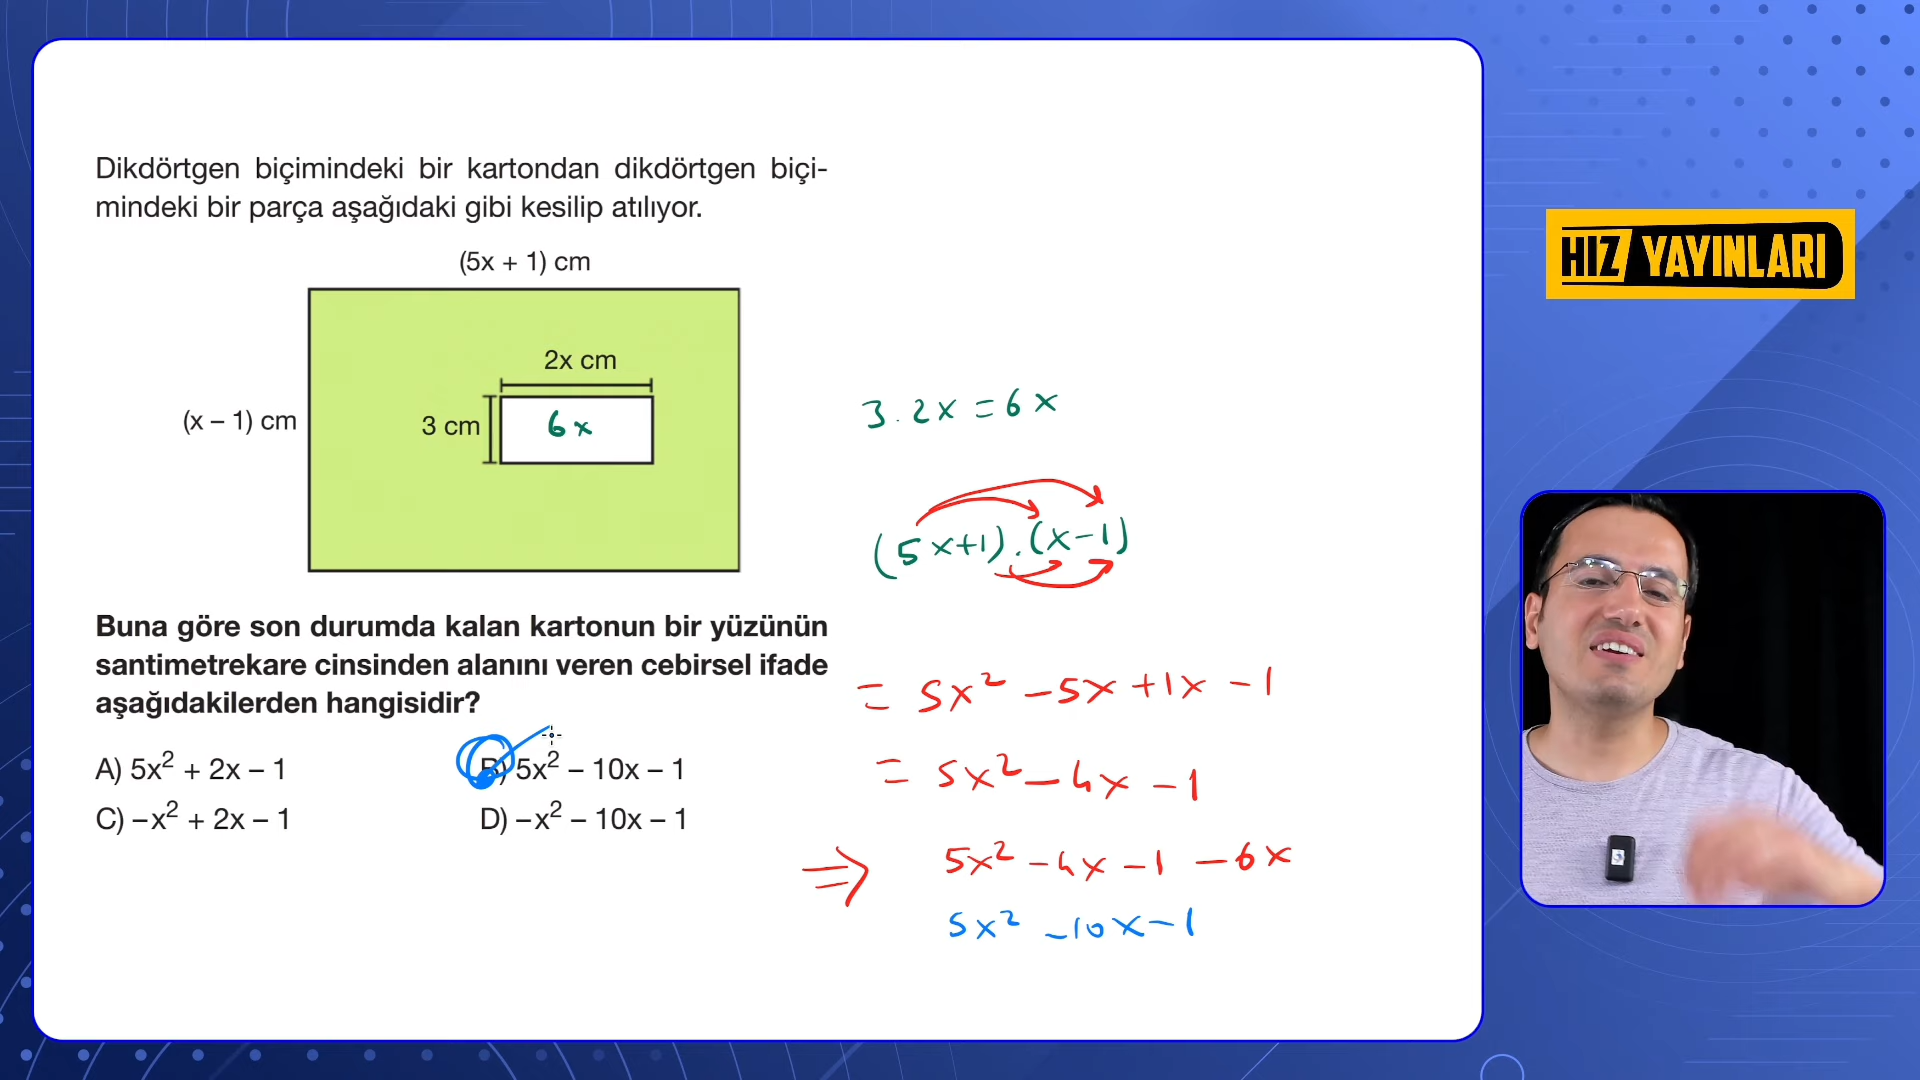 Dikdörtgen biçimindeki bir kartondan dikdörtgen biçi-
mindeki bir parça aşağıdaki gibi kesilip atılıyor.
(5x + 1) cm
2x cm
(x – 1) cm
3 cm
6x
Buna göre son durumda kalan kartonun bir yüzünün
santimetrekare cinsinden alanını veren cebirsel ifade
aşağıdakilerden hangisidir?
A) 5x² + 2x – 1
B) 5x² – 10x – 1
C) –x² + 2x – 1
D) –x² – 10x – 1
3 . 2x = 6x
(5x+1) . (x-1)
= 5x² - 5x + 1x - 1
= 5x² - 4x - 1
⇒ 5x² - 4x - 1 - 6x
5x² - 10x - 1
HIZ YAYINLARI